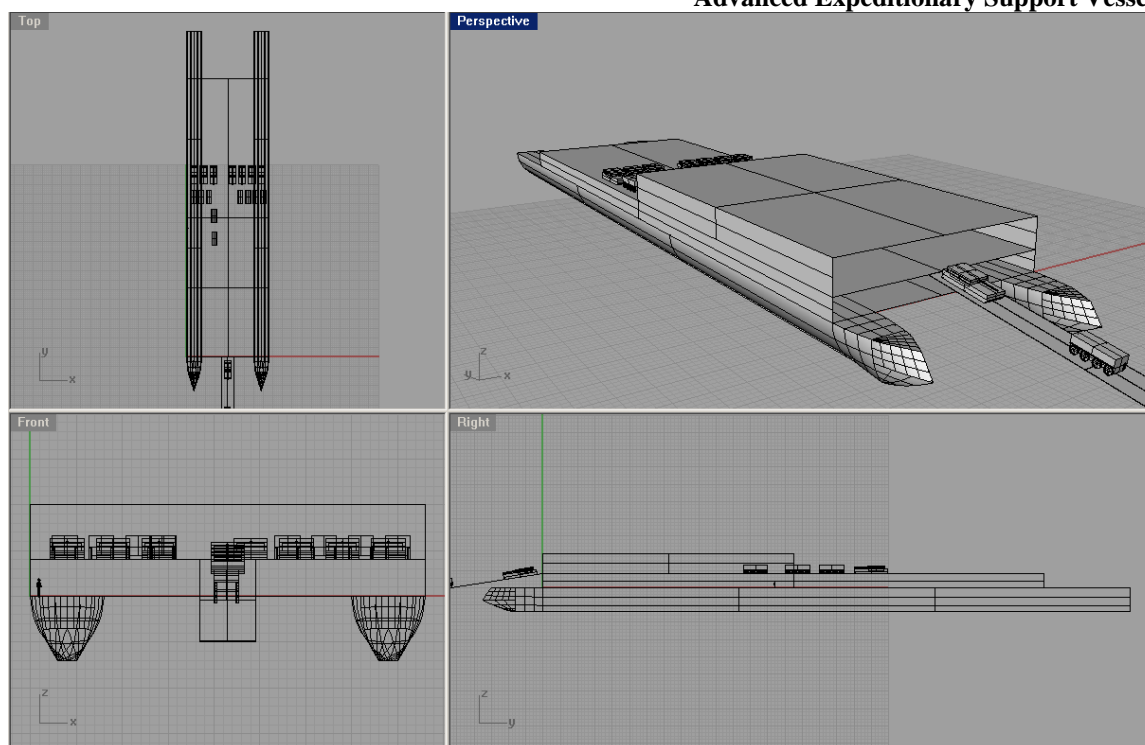 Advanced Expeditionary Support Vesse
Top
Perspective
y
x
z
y
x
Front
Right
z
x
z
y